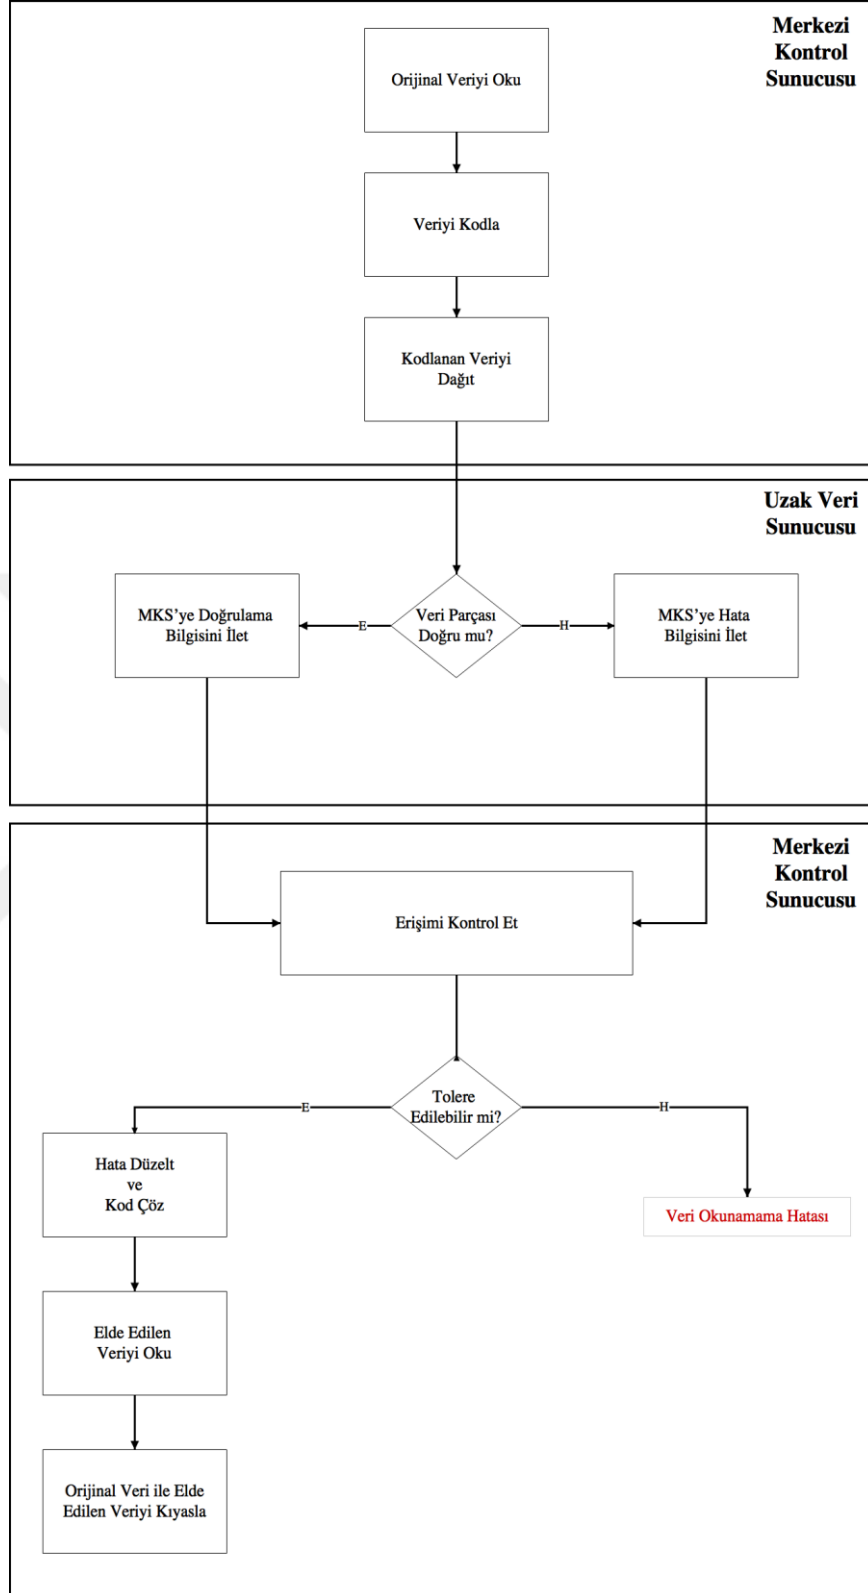 Merkezi
Kontrol
Sunucusu
Orijinal Veriyi Oku
Veriyi Kodla
Kodlanan Veriyi
Dağıt
Uzak Veri
Sunucusu
MKS'ye Doğrulama
Bilgisini İlet
E
Veri Parçası
Doğru mu?
H
MKS'ye Hata
Bilgisini İlet
Merkezi
Kontrol
Sunucusu
Erişimi Kontrol Et
Tolere
Edilebilir mi?
E
H
Hata Düzelt
ve
Kod Çöz
Veri Okunamama Hatası
Elde Edilen
Veriyi Oku
Orijinal Veri ile Elde
Edilen Veriyi Kıyasla